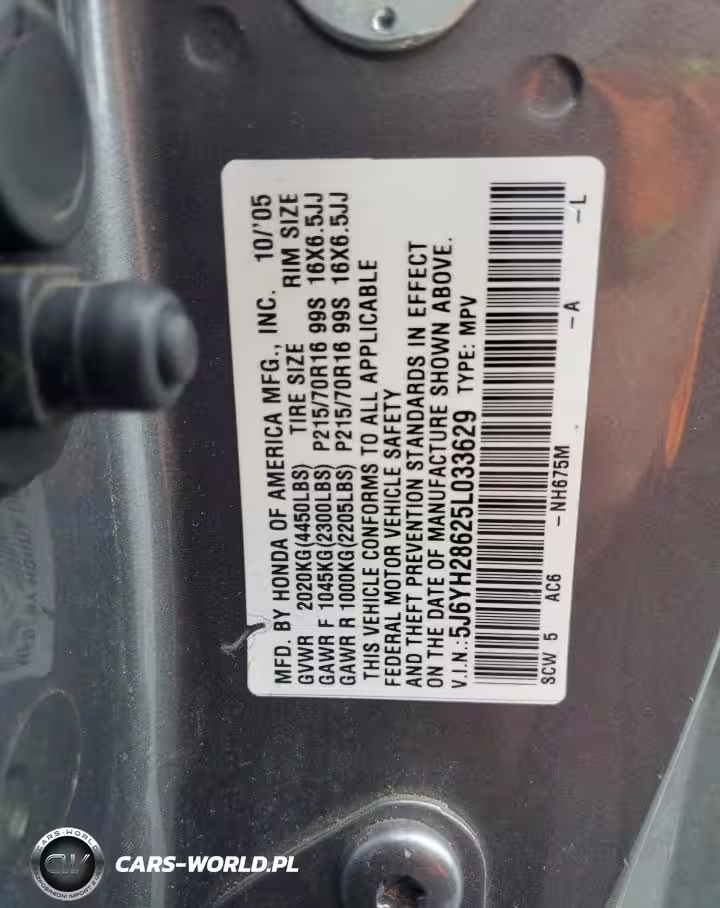 MFD. BY HONDA OF AMERICA MFG., INC. 10/'05
GVWR 2020KG(4450LBS) TIRE SIZE RIM SIZE
GAWR F 1045KG(2300LBS) P215/70R16 99S 16X6.5JJ
GAWR R 1000KG(2205LBS) P215/70R16 99S 16X6.5JJ
THIS VEHICLE CONFORMS TO ALL APPLICABLE
FEDERAL MOTOR VEHICLE SAFETY
AND THEFT PREVENTION STANDARDS IN EFFECT
ON THE DATE OF MANUFACTURE SHOWN ABOVE.
V.I.N.:5J6YH28625L033629 TYPE: MPV
SCW 5 AC6 -NH675M -A -L
CARS-WORLD
CW
CARS-WORLD.PL